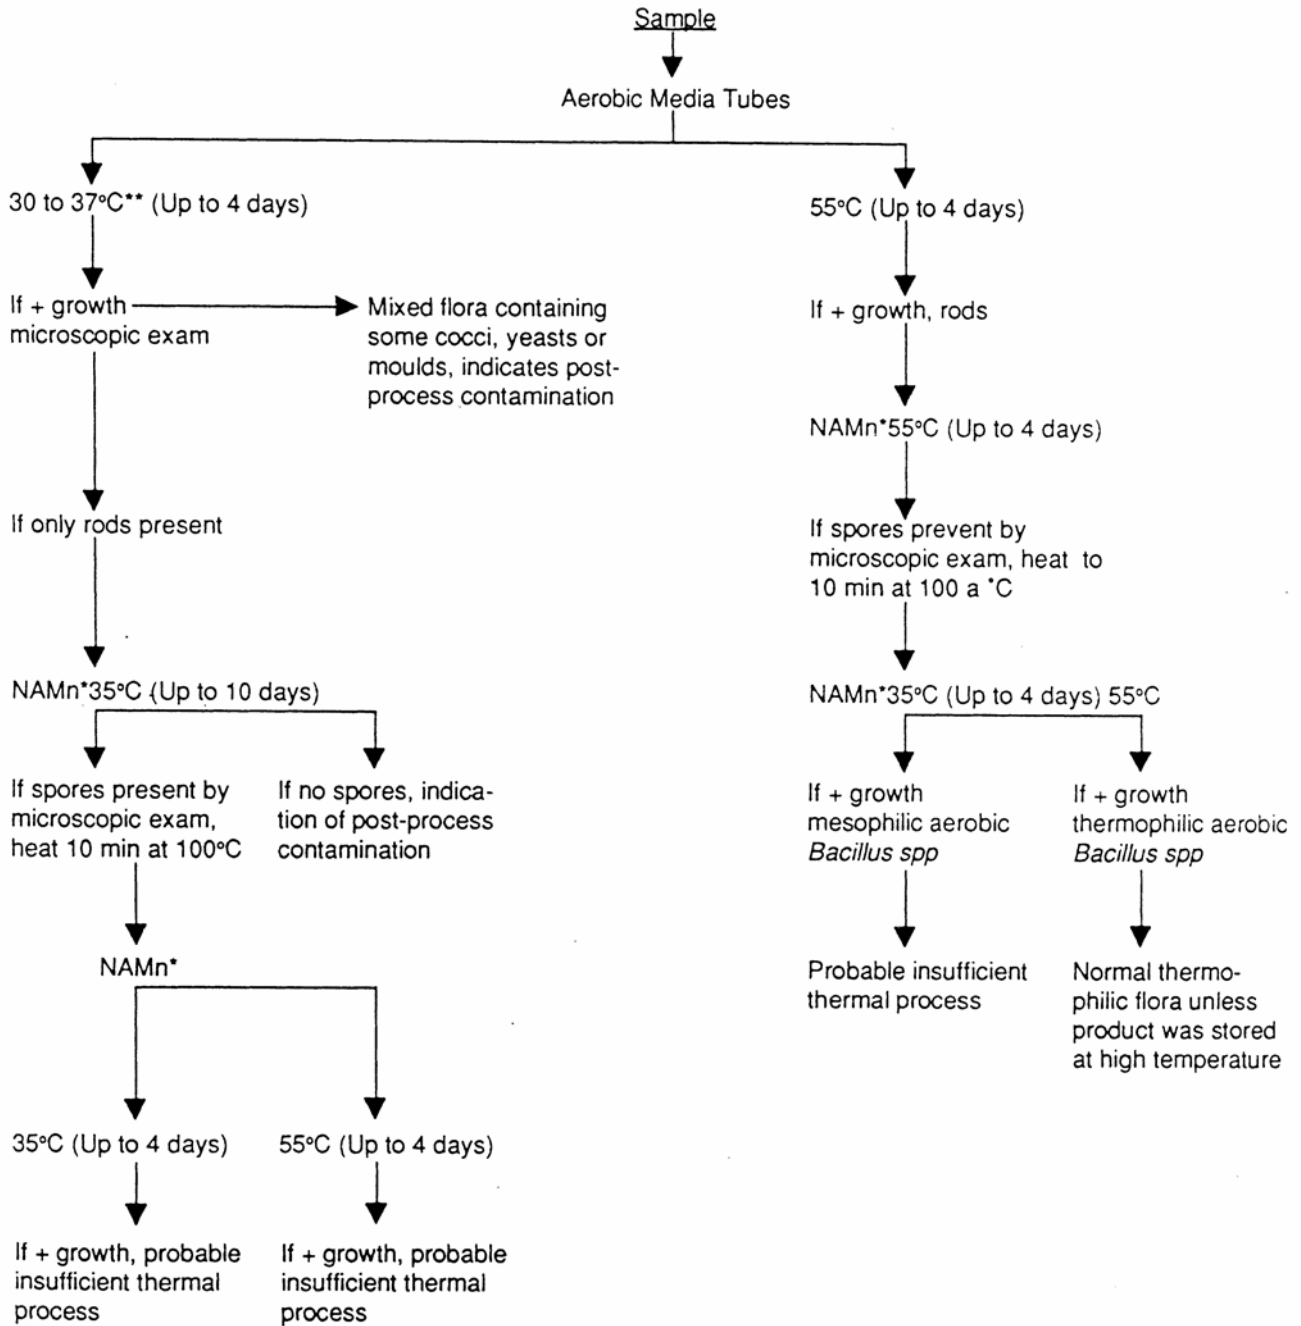 Sample
Aerobic Media Tubes
30 to 37°C** (Up to 4 days)
55°C (Up to 4 days)
If + growth
microscopic exam
Mixed flora containing
some cocci, yeasts or
moulds, indicates post-
process contamination
If + growth, rods
NAMn*55°C (Up to 4 days)
If only rods present
If spores prevent by
microscopic exam, heat to
10 min at 100 a °C
NAMn*35°C (Up to 10 days)
NAMn*35°C (Up to 4 days) 55°C
If spores present by
microscopic exam,
heat 10 min at 100°C
If no spores, indica-
tion of post-process
contamination
If + growth
mesophilic aerobic
Bacillus spp
If + growth
thermophilic aerobic
Bacillus spp
NAMn*
Probable insufficient
thermal process
Normal thermo-
philic flora unless
product was stored
at high temperature
35°C (Up to 4 days)
55°C (Up to 4 days)
If + growth, probable
insufficient thermal
process
If + growth, probable
insufficient thermal
process